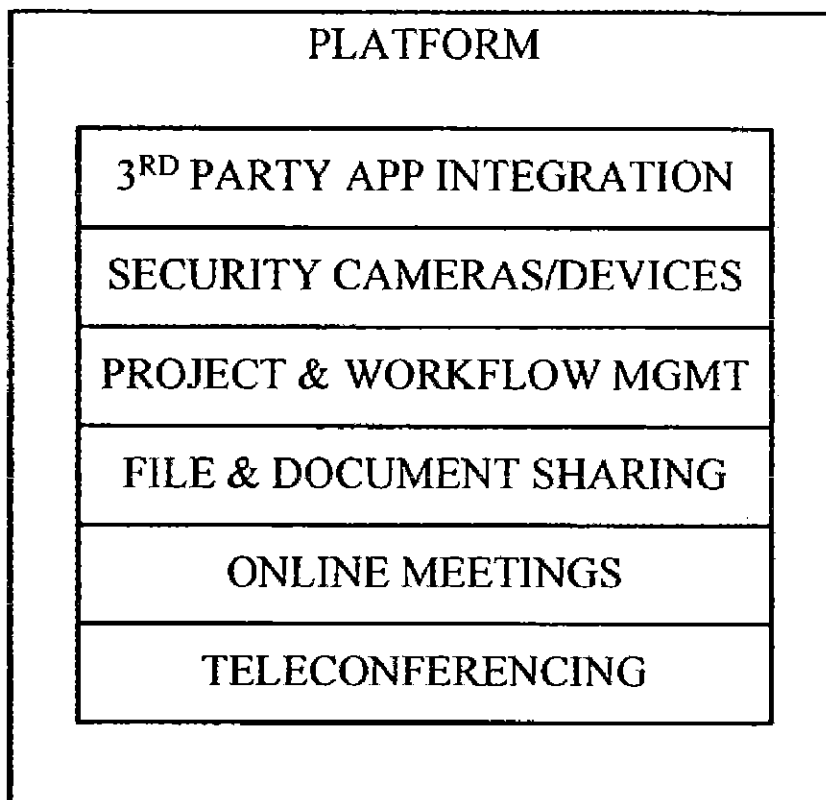 PLATFORM
3RD PARTY APP INTEGRATION
SECURITY CAMERAS/DEVICES
PROJECT & WORKFLOW MGMT
FILE & DOCUMENT SHARING
ONLINE MEETINGS
TELECONFERENCING